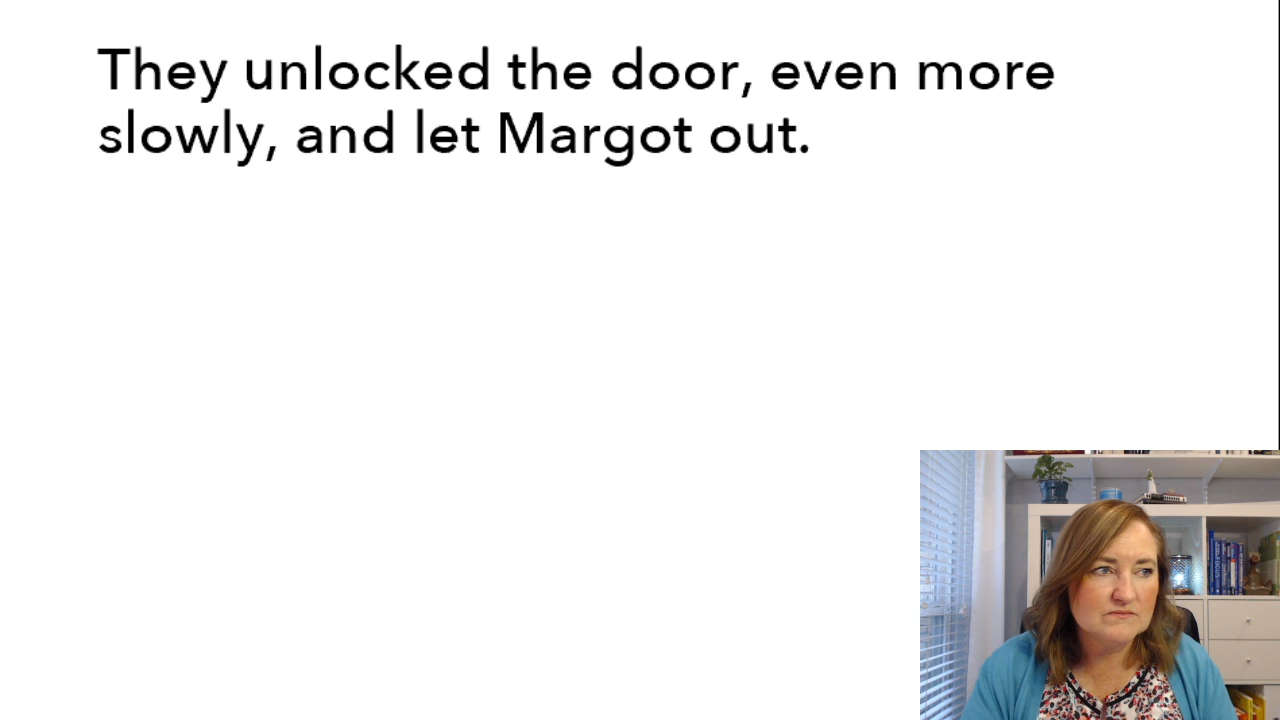 They unlocked the door, even more
slowly, and let Margot out.